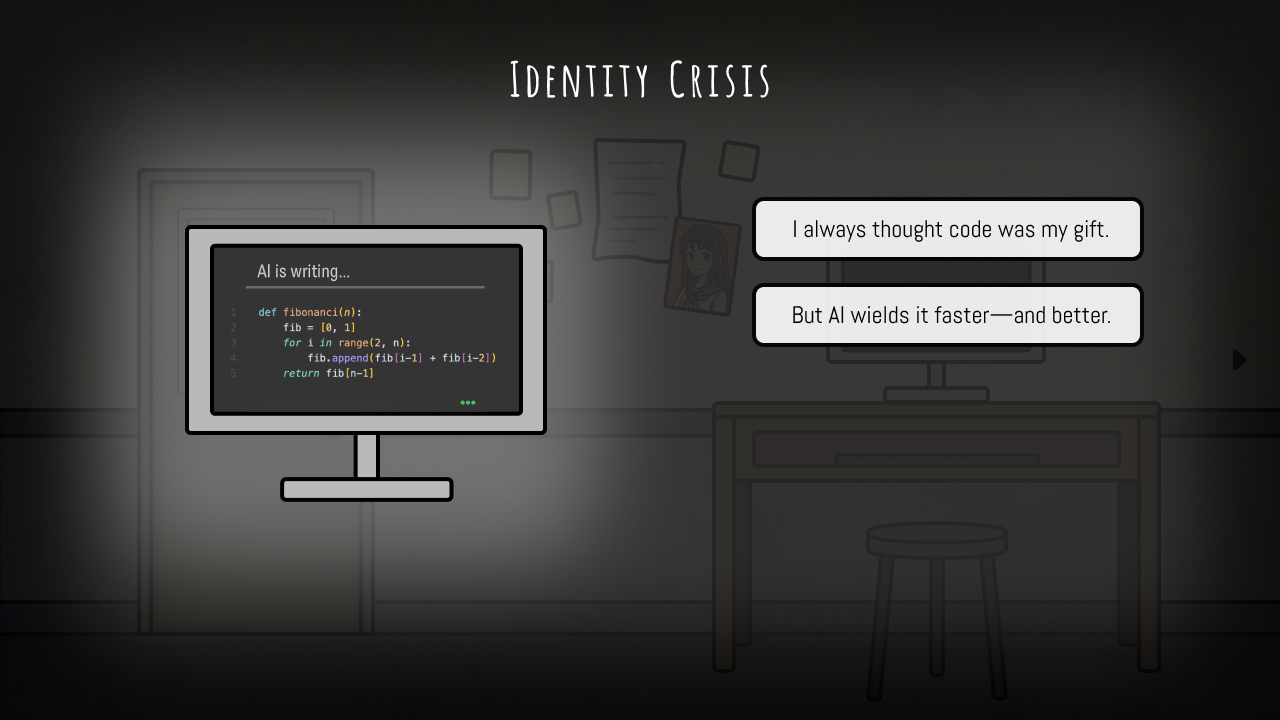 Identity Crisis
AI is writing...
1 def fibonanci(n):
2 fib = [0, 1]
3 for i in range(2, n):
4 fib.append(fib[i-1] + fib[i-2])
5 return fib[n-1]
I always thought code was my gift.
But AI wields it faster—and better.